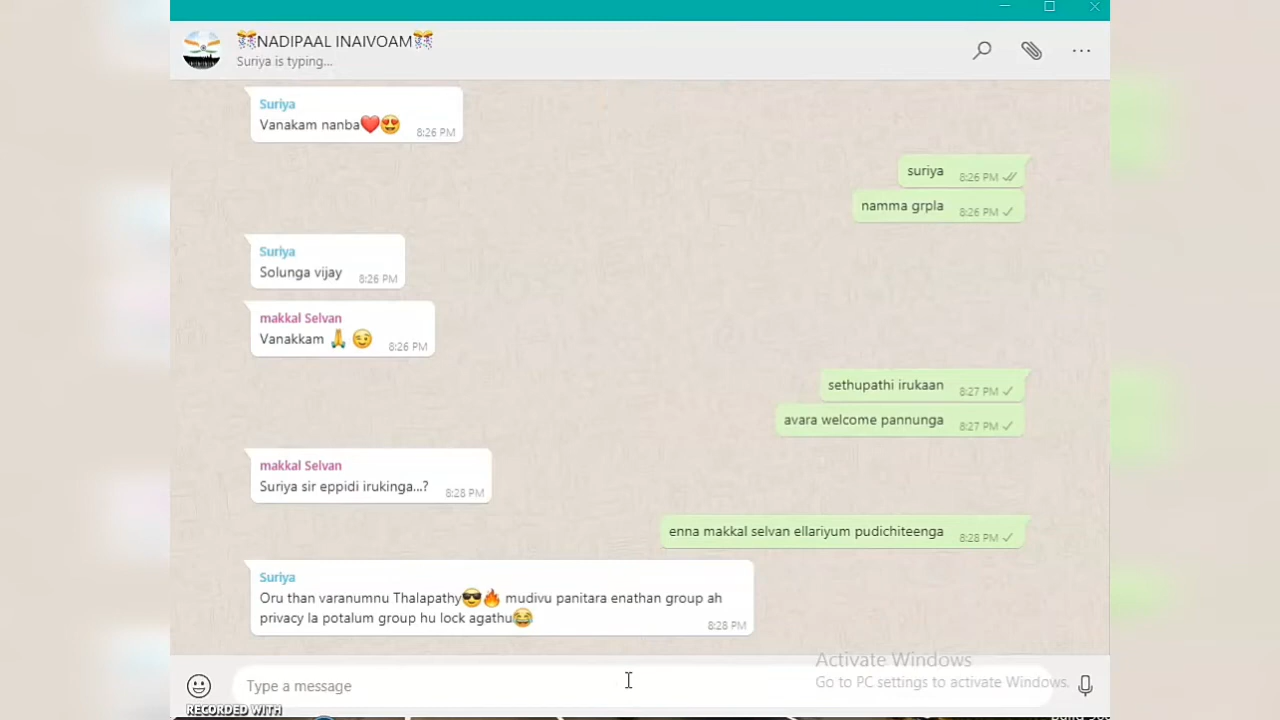 🎊NADIPAAL INAIVOAM🎊
Suriya is typing...
Suriya
Vanakam nanba❤️😍 8:26 PM
suriya 8:26 PM
namma grpla 8:26 PM
Suriya
Solunga vijay 8:26 PM
makkal Selvan
Vanakkam 🙏 😉 8:26 PM
sethupathi irukaan 8:27 PM
avara welcome pannunga 8:27 PM
makkal Selvan
Suriya sir eppidi irukinga...? 8:28 PM
enna makkal selvan ellariyum pudichiteenga 8:28 PM
Suriya
Oru than varanumnu Thalapathy😎🔥 mudivu panitara enathan group ah
privacy la potalum group hu lock agathu😂 8:28 PM
Activate Windows
Type a message
Go to PC settings to activate Windows.
RECORDED WITH